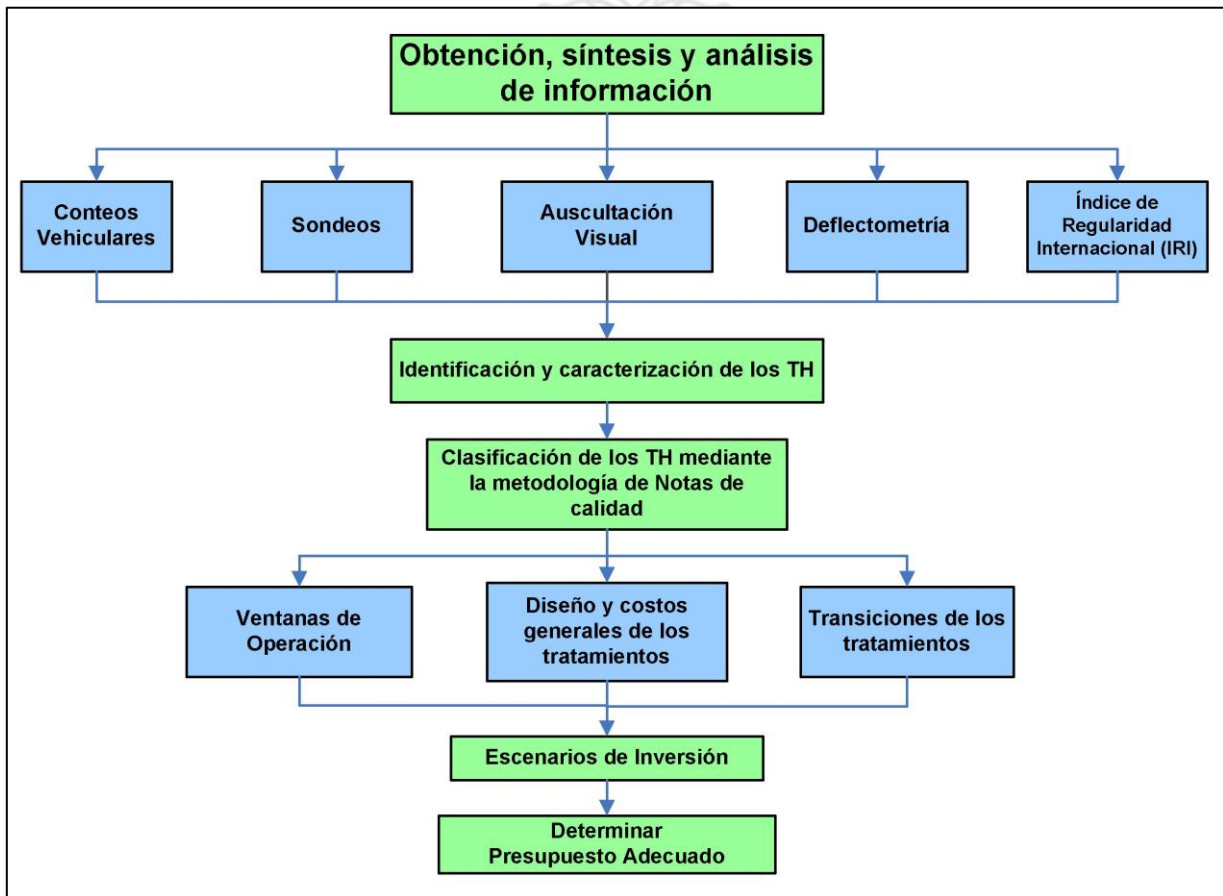 Obtención, síntesis y análisis
de información
Conteos
Vehiculares
Sondeos
Auscultación
Visual
Deflectometría
Índice de
Regularidad
Internacional (IRI)
Identificación y caracterización de los TH
Clasificación de los TH mediante
la metodología de Notas de
calidad
Ventanas de
Operación
Diseño y costos
generales de los
tratamientos
Transiciones de los
tratamientos
Escenarios de Inversión
Determinar
Presupuesto Adecuado